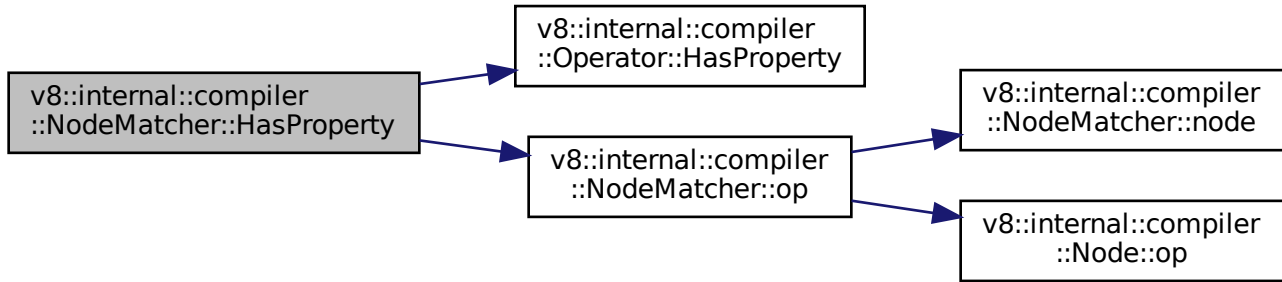 v8::internal::compiler
::NodeMatcher::HasProperty
v8::internal::compiler
::Operator::HasProperty
v8::internal::compiler
::NodeMatcher::op
v8::internal::compiler
::NodeMatcher::node
v8::internal::compiler
::Node::op